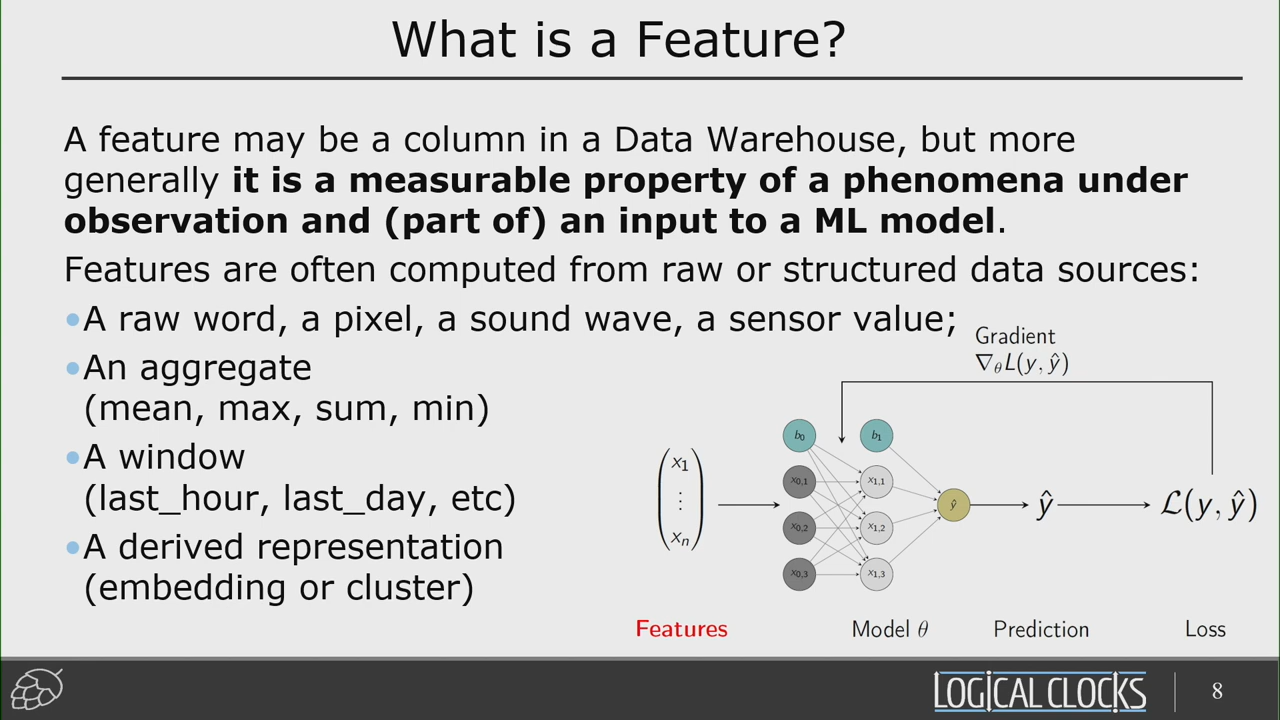 What is a Feature?
A feature may be a column in a Data Warehouse, but more
generally it is a measurable property of a phenomena under
observation and (part of) an input to a ML model.
Features are often computed from raw or structured data sources:
•A raw word, a pixel, a sound wave, a sensor value;
•An aggregate
(mean, max, sum, min)
•A window
(last_hour, last_day, etc)
•A derived representation
(embedding or cluster)
Gradient
∇θL(y, ŷ)
x1
⋮
xn
b0
x0,1
x0,2
x0,3
b1
x1,1
x1,2
x1,3
ŷ
ŷ
ℒ(y, ŷ)
Features
Model θ
Prediction
Loss
LOGICAL CLOCKS
8